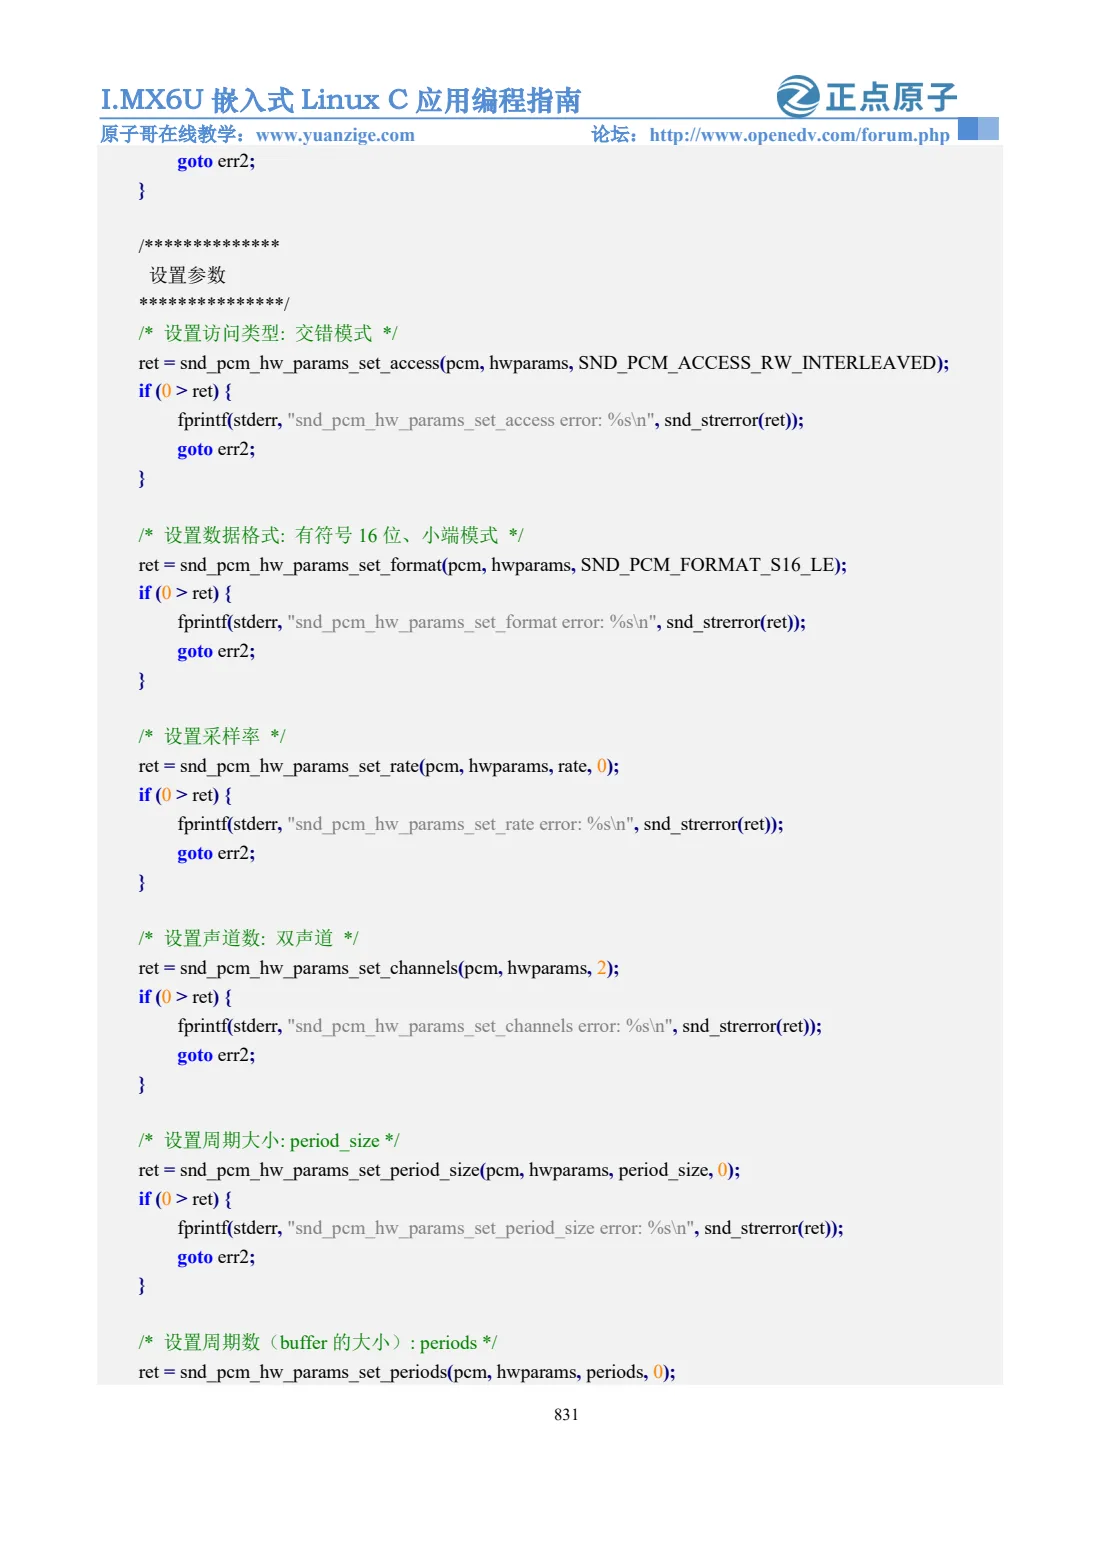 I.MX6U 嵌入式 Linux C 应用编程指南
正点原子
原子哥在线教学：www.yuanzige.com 论坛：http://www.openedv.com/forum.php
goto err2;
}
/**************
设置参数
***************/
/* 设置访问类型: 交错模式 */
ret = snd_pcm_hw_params_set_access(pcm, hwparams, SND_PCM_ACCESS_RW_INTERLEAVED);
if (0 > ret) {
fprintf(stderr, "snd_pcm_hw_params_set_access error: %s\n", snd_strerror(ret));
goto err2;
}
/* 设置数据格式: 有符号 16 位、小端模式 */
ret = snd_pcm_hw_params_set_format(pcm, hwparams, SND_PCM_FORMAT_S16_LE);
if (0 > ret) {
fprintf(stderr, "snd_pcm_hw_params_set_format error: %s\n", snd_strerror(ret));
goto err2;
}
/* 设置采样率 */
ret = snd_pcm_hw_params_set_rate(pcm, hwparams, rate, 0);
if (0 > ret) {
fprintf(stderr, "snd_pcm_hw_params_set_rate error: %s\n", snd_strerror(ret));
goto err2;
}
/* 设置声道数: 双声道 */
ret = snd_pcm_hw_params_set_channels(pcm, hwparams, 2);
if (0 > ret) {
fprintf(stderr, "snd_pcm_hw_params_set_channels error: %s\n", snd_strerror(ret));
goto err2;
}
/* 设置周期大小: period_size */
ret = snd_pcm_hw_params_set_period_size(pcm, hwparams, period_size, 0);
if (0 > ret) {
fprintf(stderr, "snd_pcm_hw_params_set_period_size error: %s\n", snd_strerror(ret));
goto err2;
}
/* 设置周期数（buffer 的大小）: periods */
ret = snd_pcm_hw_params_set_periods(pcm, hwparams, periods, 0);
831